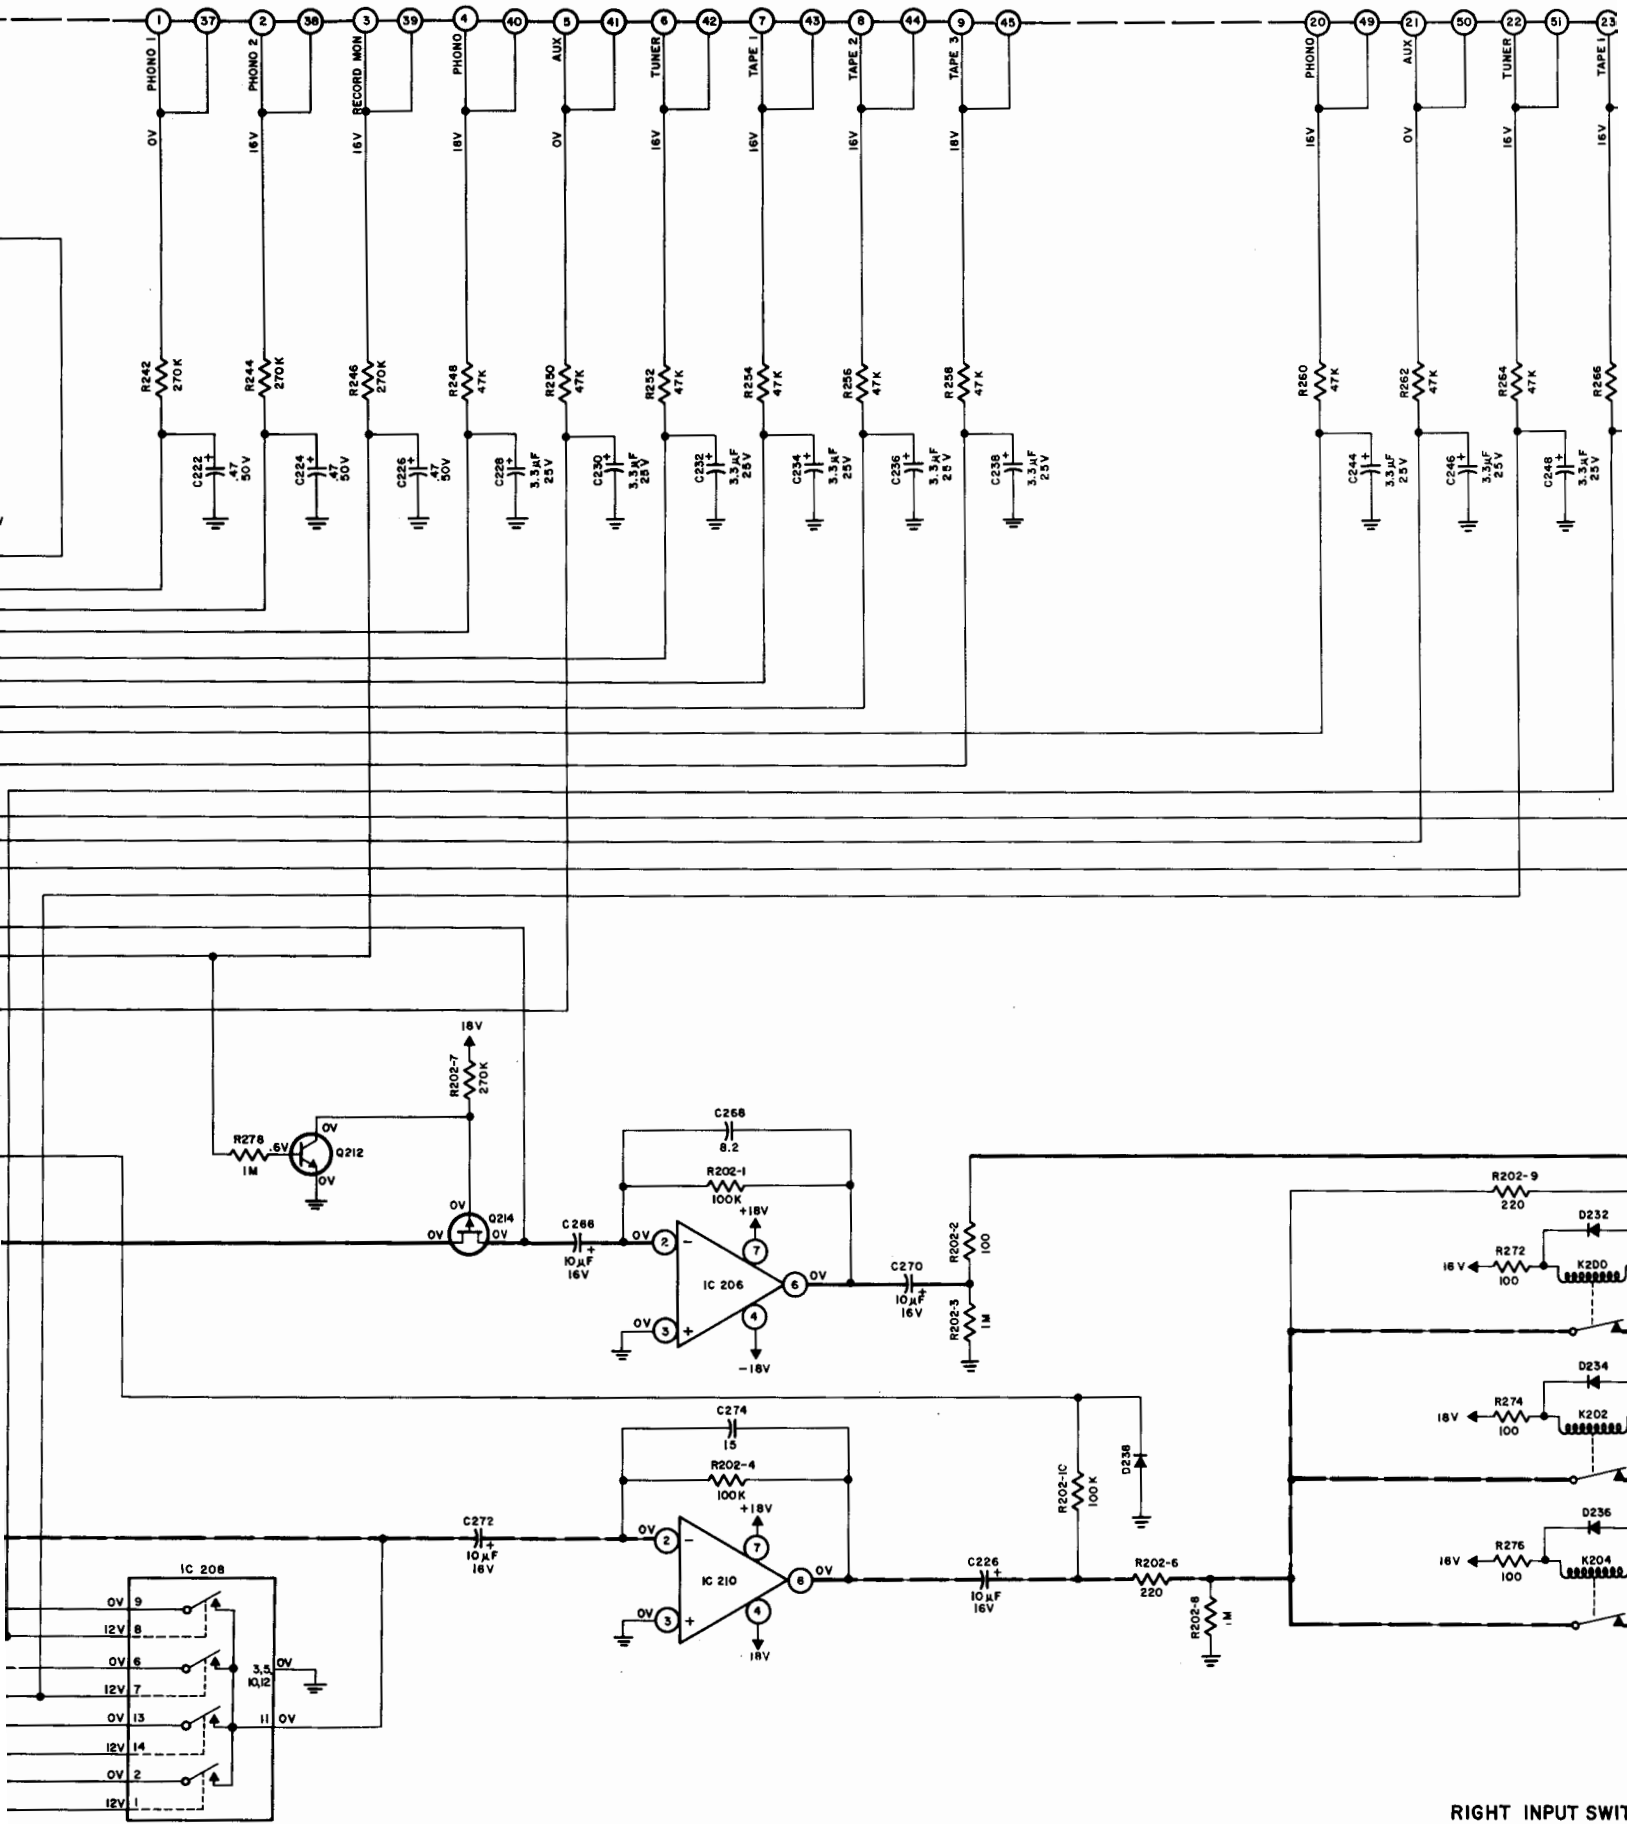 1 37 2 38 3 39 4 40 5 41 6 42 7 43 8 44 9 45 20 49 21 50 22 51 23
PHONO 1
PHONO 2
RECORD MON
PHONO
AUX
TUNER
TAPE 1
TAPE 2
TAPE 3
PHONO
AUX
TUNER
TAPE 1
0V
16V
16V
18V
0V
16V
16V
16V
18V
16V
0V
16V
16V
R242
270K
R244
270K
R246
270K
R248
47K
R250
47K
R252
47K
R254
47K
R256
47K
R258
47K
R260
47K
R262
47K
R264
47K
R266
C222 +
.47
50V
C224 +
.47
50V
C226 +
.47
50V
C228 +
3.3µF
25V
C230 +
3.3µF
25V
C232 +
3.3µF
25V
C234 +
3.3µF
25V
C236 +
3.3µF
25V
C238 +
3.3µF
25V
C244 +
3.3µF
25V
C246 +
3.3µF
25V
C248 +
3.3µF
25V
18V
R202-7
270K
R278
1M
.6V
0V
Q212
0V
0V
Q214
0V
0V
C266
+
10µF
16V
C268
8.2
R202-1
100K
+18V
0V 2 −
7
IC 206
6 0V
4
0V 3 +
-18V
C270
+
10µF
16V
R202-2
100
R202-3
1M
R202-9
220
D232
R272
16V
100
K200
D234
R274
18V
100
K202
D236
R276
16V
100
K204
C274
15
R202-4
100K
+18V
C272
+
10µF
16V
0V 2 −
7
IC 210
6 0V
4
0V 3 +
18V
C226
+
10µF
16V
R202-1C
100K
D238
R202-6
220
R202-8
1M
IC 208
0V 9
12V 8
0V 6
12V 7
0V 13
12V 14
0V 2
12V 1
3,5, 0V
10,12
11 0V
RIGHT INPUT SWIT